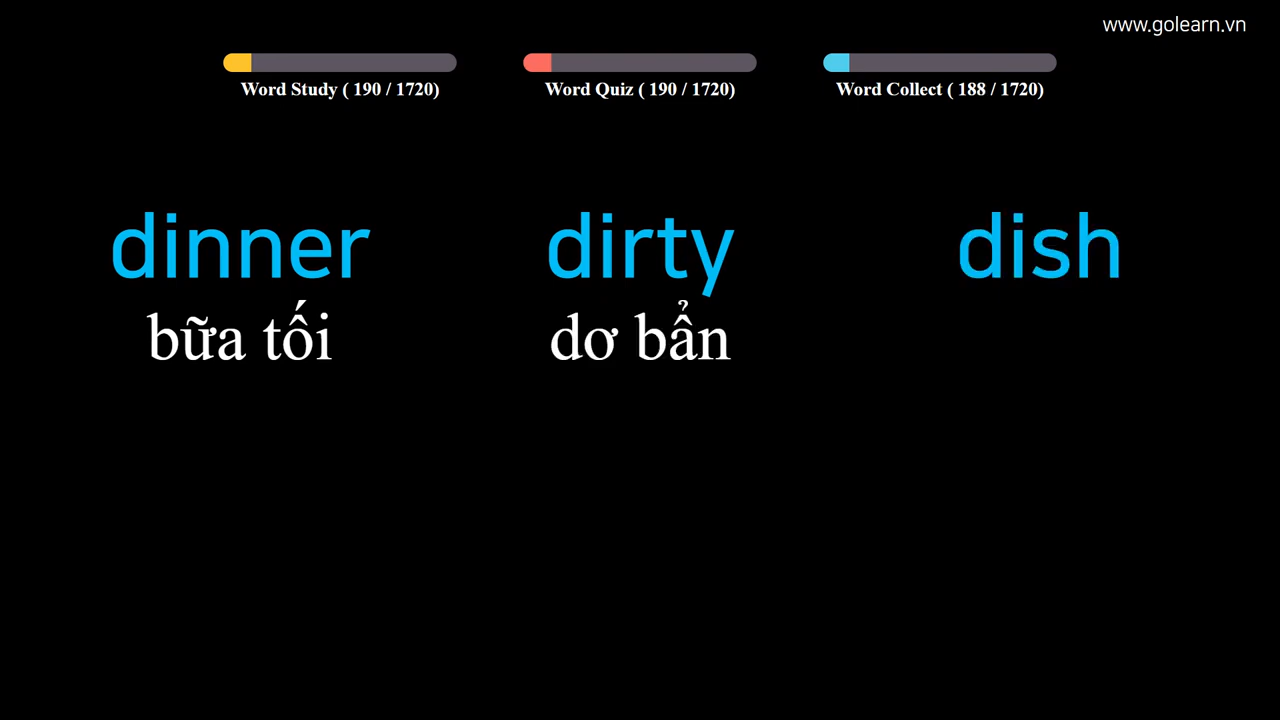 www.golearn.vn
Word Study ( 190 / 1720)
Word Quiz ( 190 / 1720)
Word Collect ( 188 / 1720)
dinner
bữa tối
dirty
dơ bẩn
dish